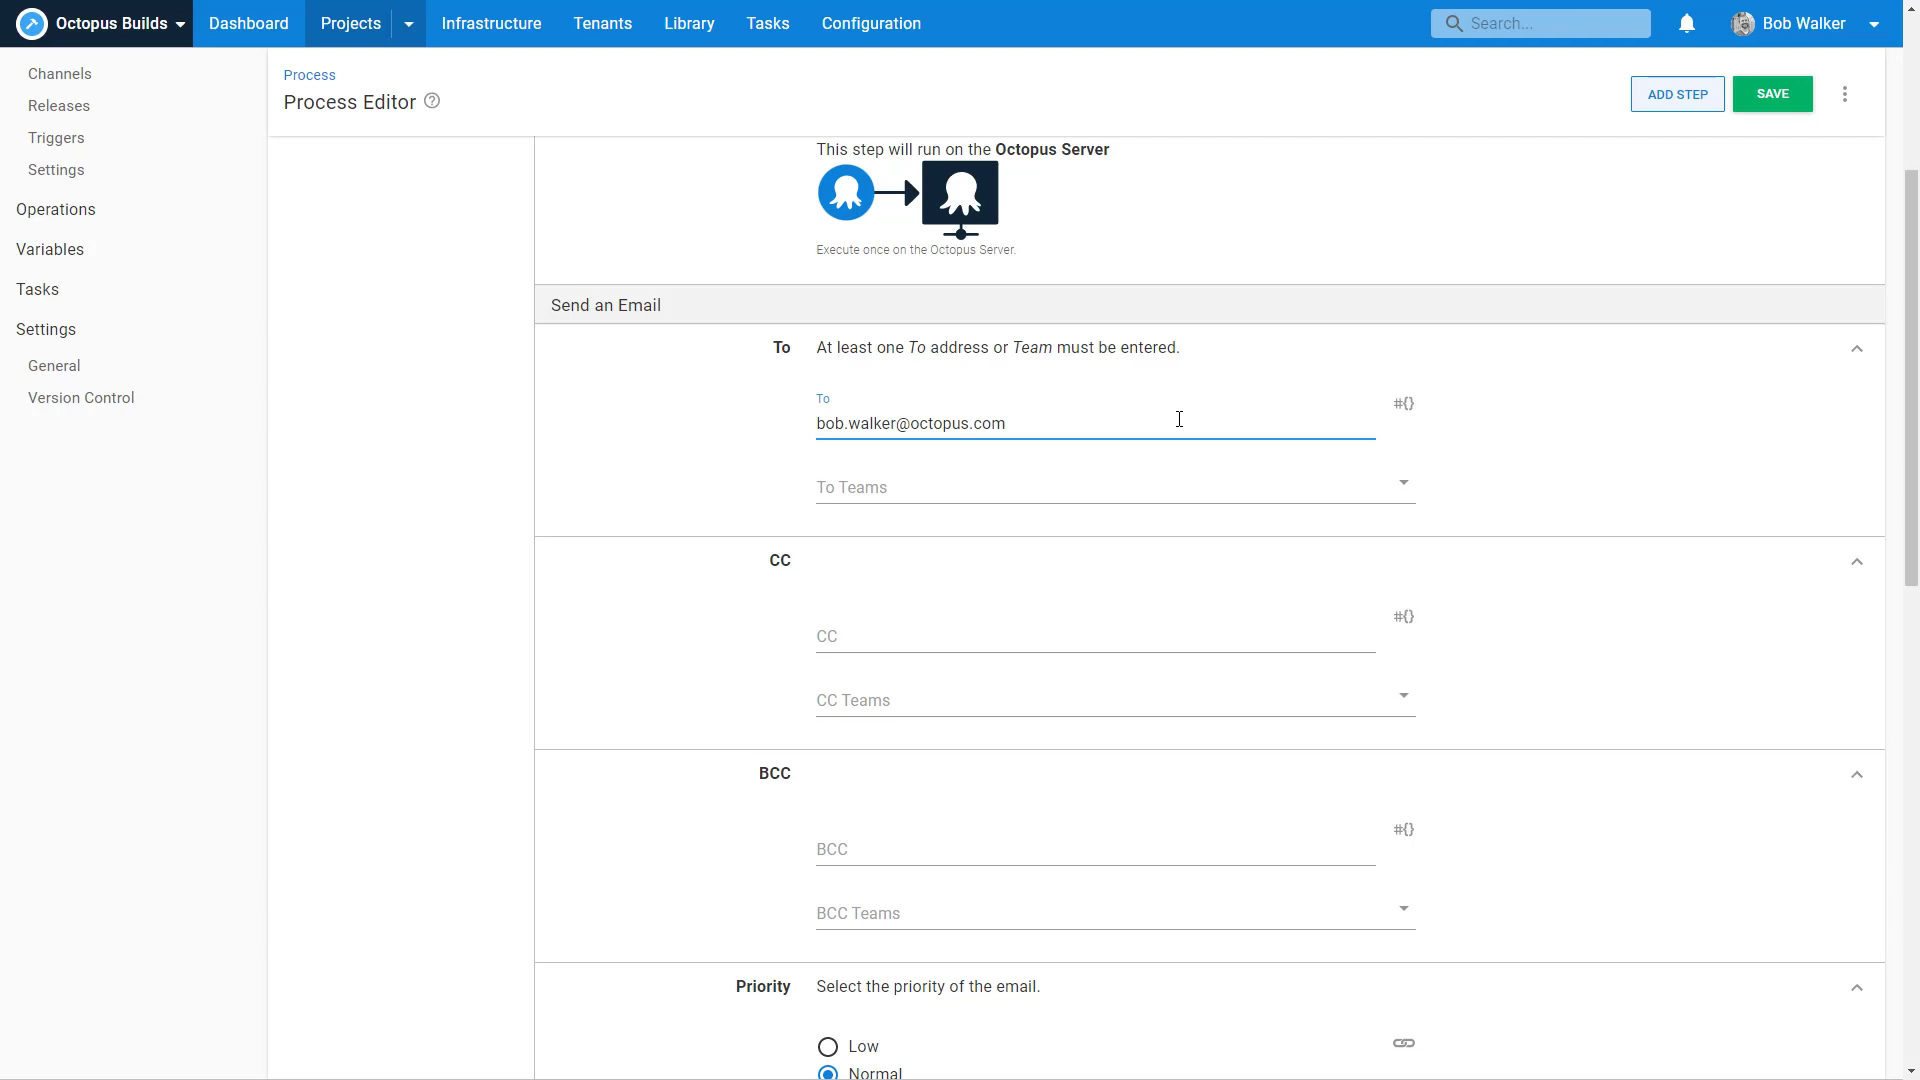 Octopus Builds
Dashboard
Projects
Infrastructure
Tenants
Library
Tasks
Configuration
Search...
Bob Walker
Channels
Releases
Triggers
Settings
Operations
Variables
Tasks
Settings
General
Version Control
Process
Process Editor
ADD STEP
SAVE
This step will run on the Octopus Server
Execute once on the Octopus Server.
Send an Email
To
At least one To address or Team must be entered.
To
bob.walker@octopus.com
#{}
To Teams
CC
#{}
CC
CC Teams
BCC
#{}
BCC
BCC Teams
Priority
Select the priority of the email.
Low
Normal